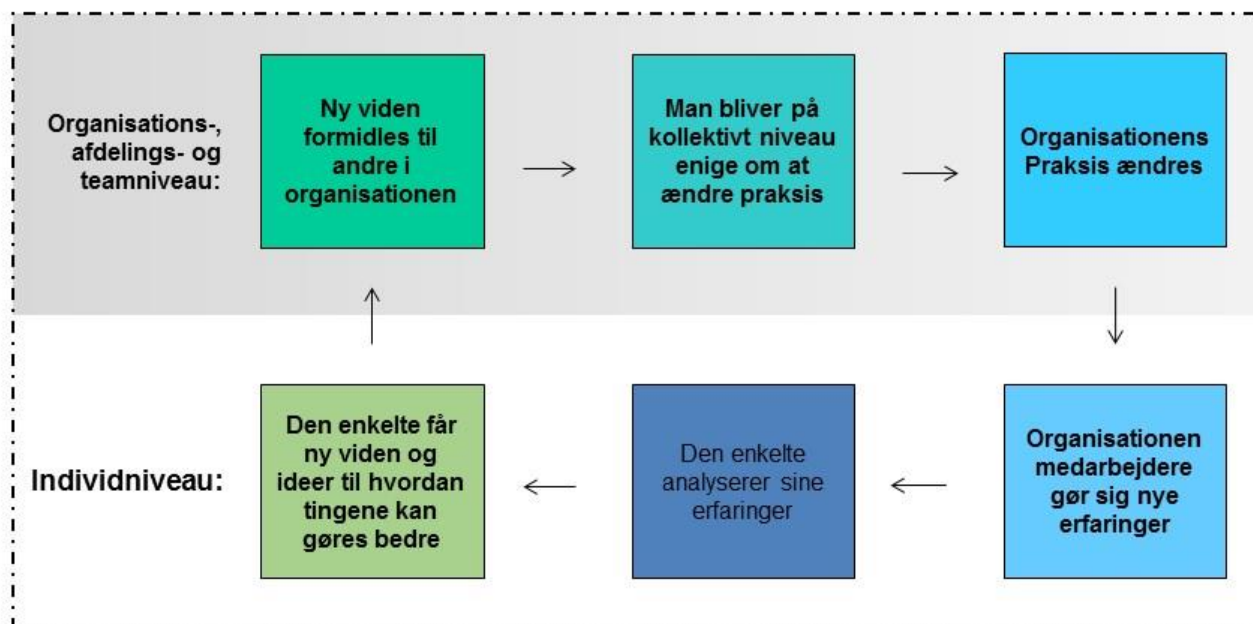 Organisations-,
afdelings- og
teamniveau:
Ny viden
formidles til
andre i
organisationen
Man bliver på
kollektivt niveau
enige om at
ændre praksis
Organisationens
Praksis ændres
Individniveau:
Den enkelte får
ny viden og
ideer til hvordan
tingene kan
gøres bedre
Den enkelte
analyserer sine
erfaringer
Organisationen
medarbejdere
gør sig nye
erfaringer